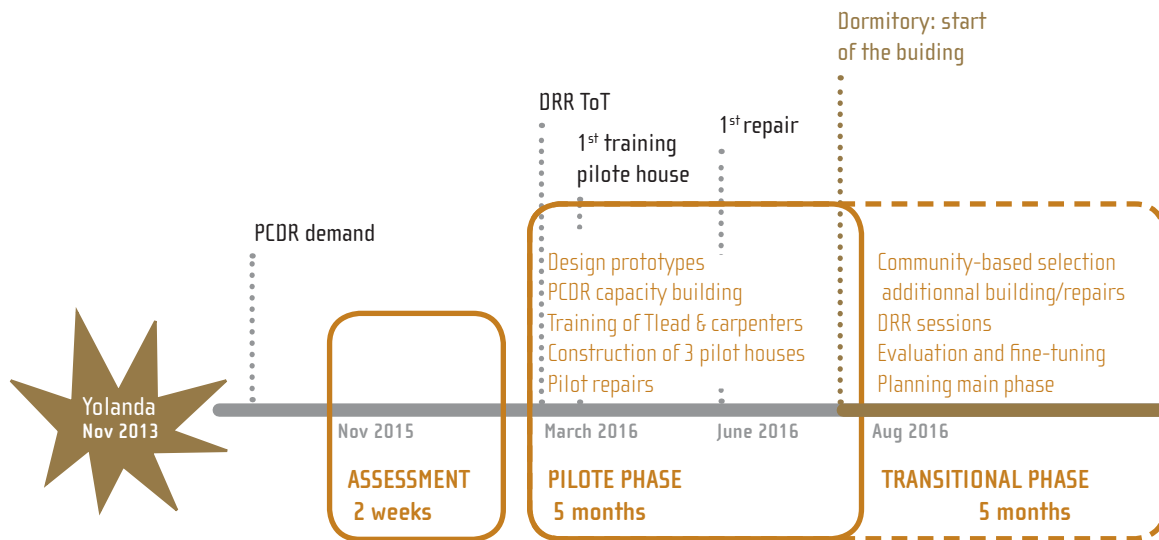 Dormitory: start
of the buiding
DRR ToT
1st training
pilote house
1st repair
PCDR demand
Design prototypes
PCDR capacity building
Training of Tlead & carpenters
Construction of 3 pilot houses
Pilot repairs
Community-based selection
additionnal building/repairs
DRR sessions
Evaluation and fine-tuning
Planning main phase
Yolanda
Nov 2013
Nov 2015
March 2016
June 2016
Aug 2016
ASSESSMENT
2 weeks
PILOTE PHASE
5 months
TRANSITIONAL PHASE
5 months